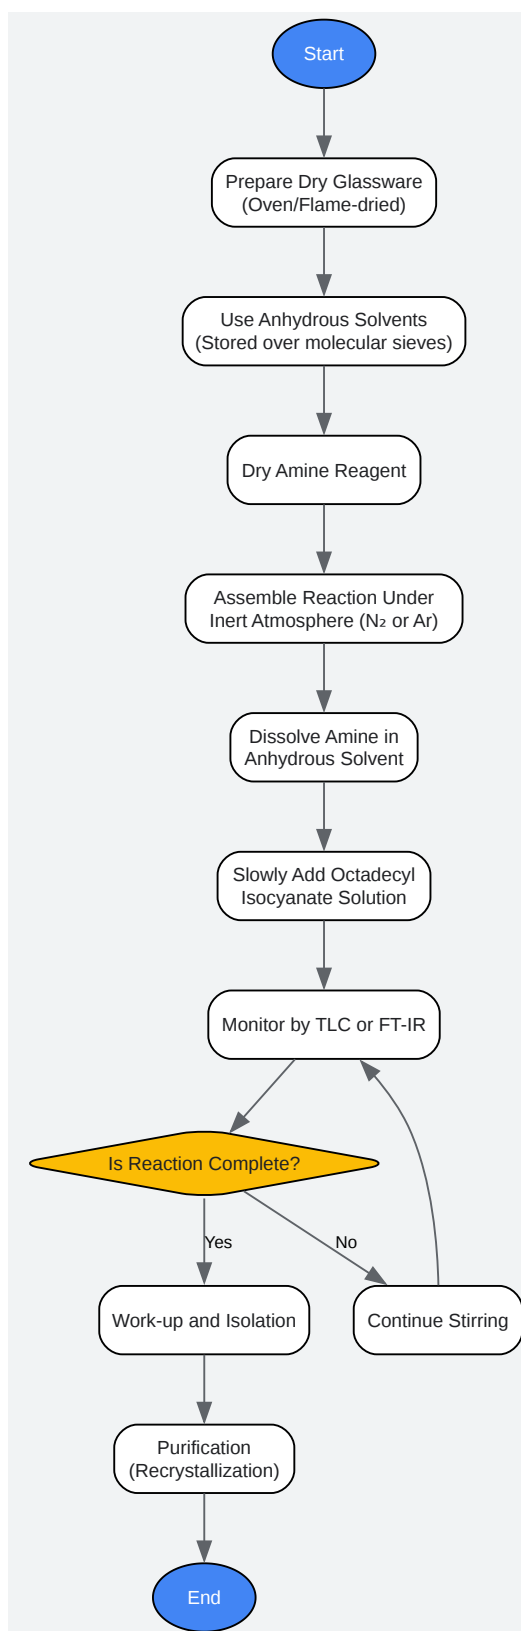 Start
Prepare Dry Glassware
(Oven/Flame-dried)
Use Anhydrous Solvents
(Stored over molecular sieves)
Dry Amine Reagent
Assemble Reaction Under
Inert Atmosphere (N₂ or Ar)
Dissolve Amine in
Anhydrous Solvent
Slowly Add Octadecyl
Isocyanate Solution
Monitor by TLC or FT-IR
Is Reaction Complete?
Yes
No
Work-up and Isolation
Continue Stirring
Purification
(Recrystallization)
End